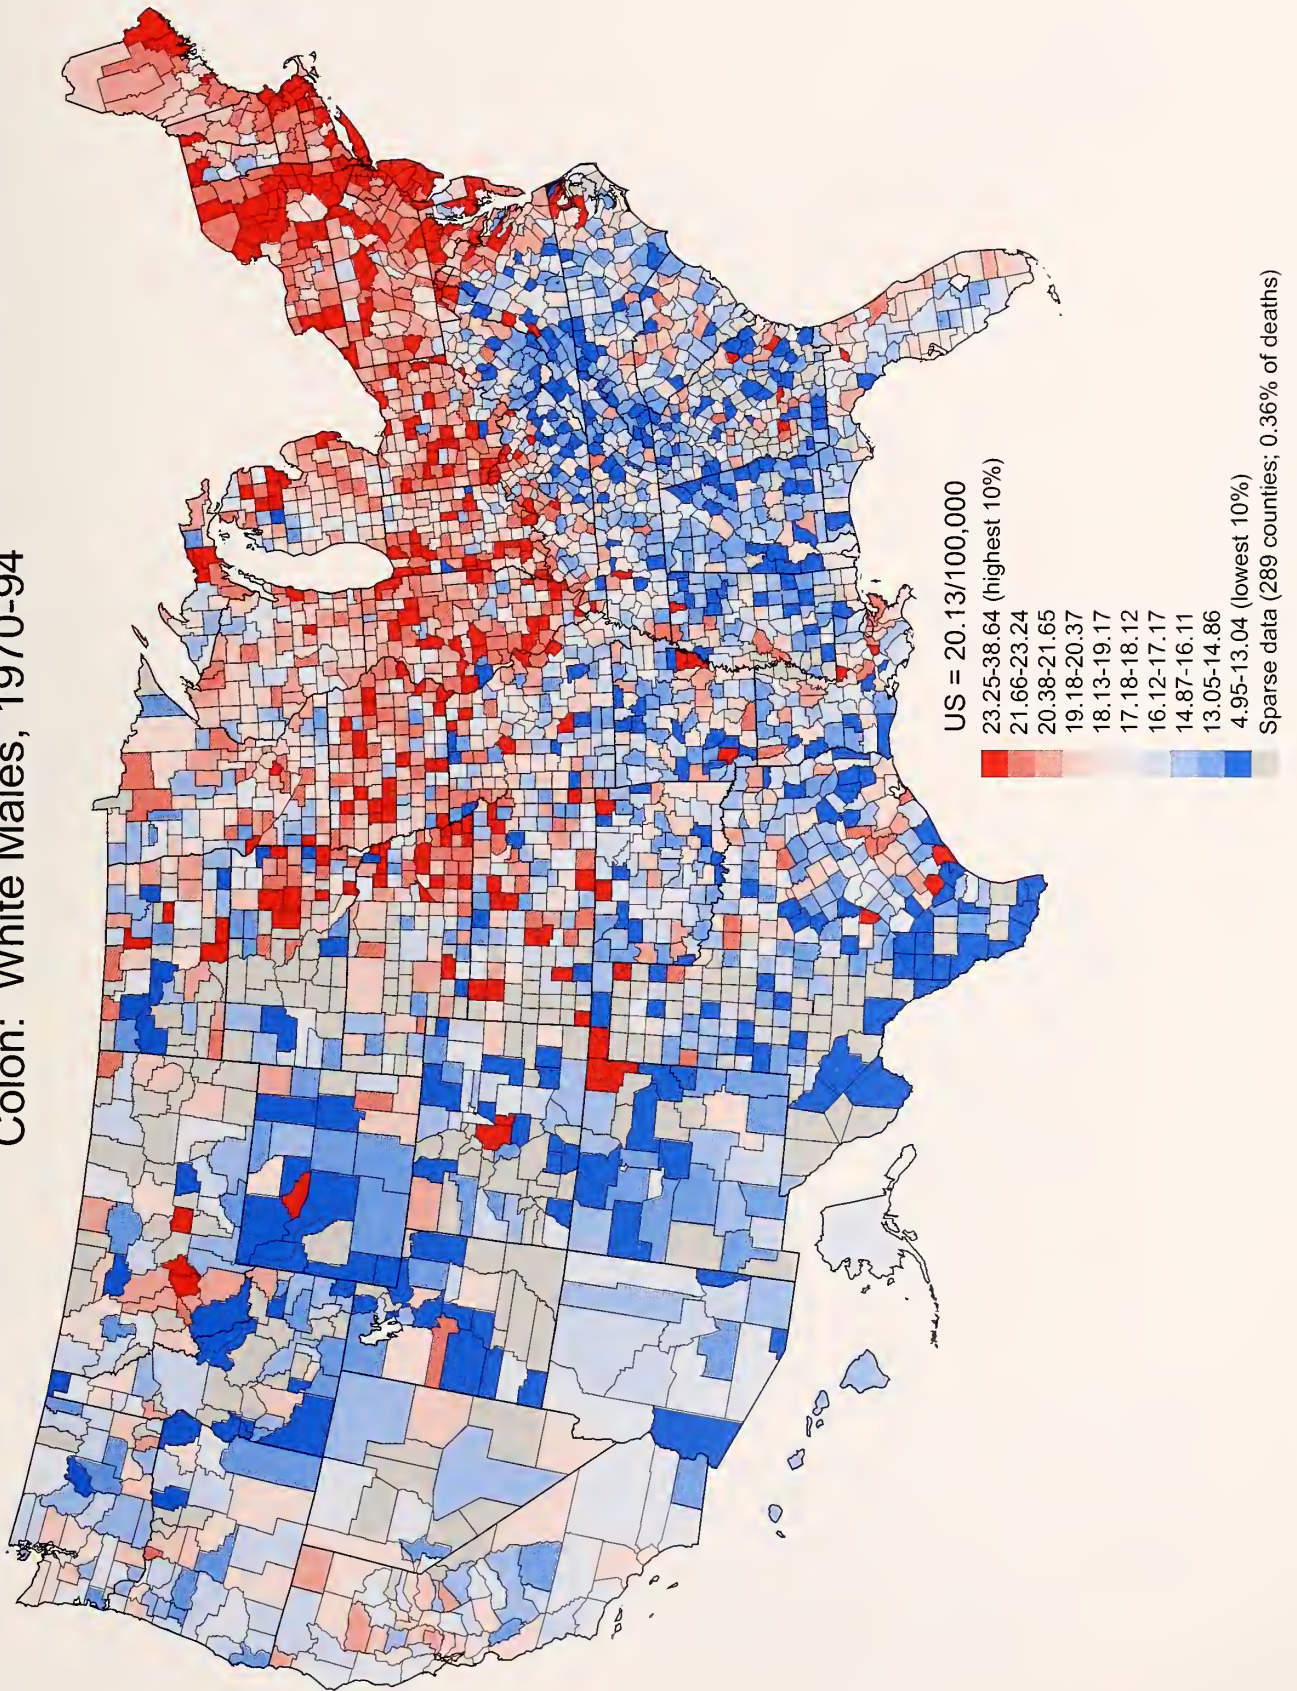 Colon: White Males, 1970-94
US = 20.13/100,000
23.25-38.64 (highest 10%)
21.66-23.24
20.38-21.65
19.18-20.37
18.13-19.17
17.18-18.12
16.12-17.17
14.87-16.11
13.05-14.86
4.95-13.04 (lowest 10%)
Sparse data (289 counties; 0.36% of deaths)